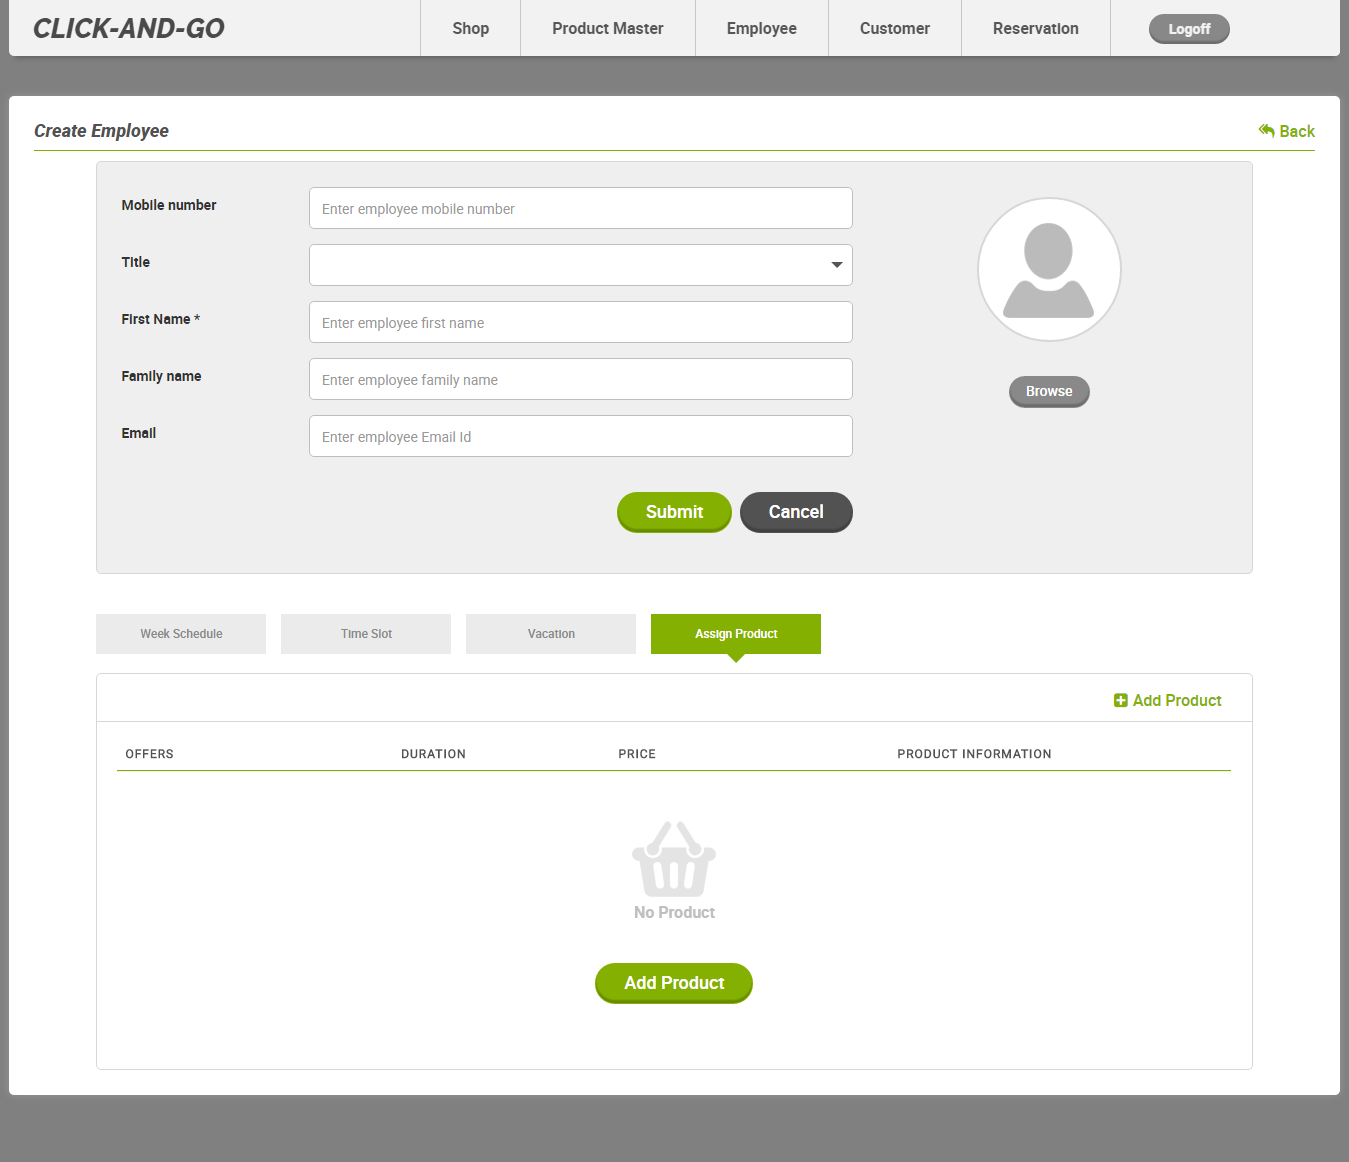 CLICK-AND-GO Shop Product Master Employee Customer Reservation Logoff
Create Employee Back
Mobile number Enter employee mobile number
Title
First Name * Enter employee first name
Family name Enter employee family name
Browse
Email Enter employee Email Id
Submit Cancel
Week Schedule Time Slot Vacation Assign Product
Add Product
OFFERS DURATION PRICE PRODUCT INFORMATION
No Product
Add Product